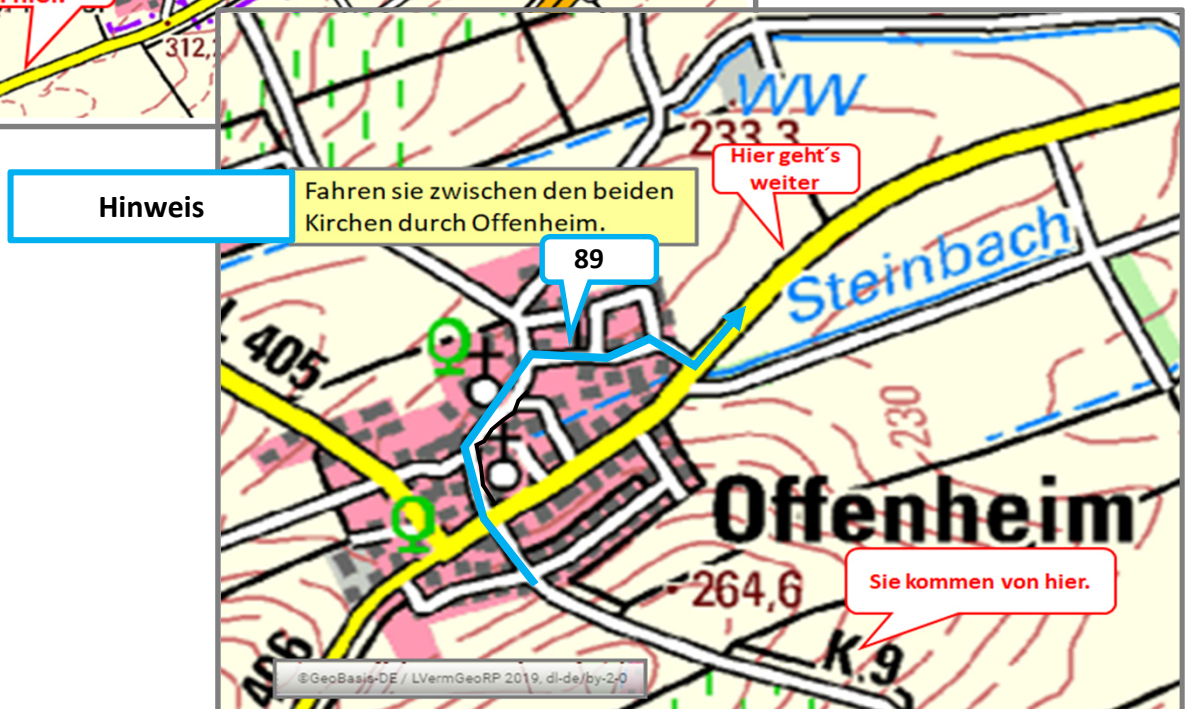 312,
WW
233,3
Hier geht´s
weiter
Hinweis
Fahren sie zwischen den beiden
Kirchen durch Offenheim.
89
Steinbach
L 405
230
Offenheim
Sie kommen von hier.
264,6
K.9
406
©GeoBasis-DE / LVermGeoRP 2019, dl-de/by-2-0